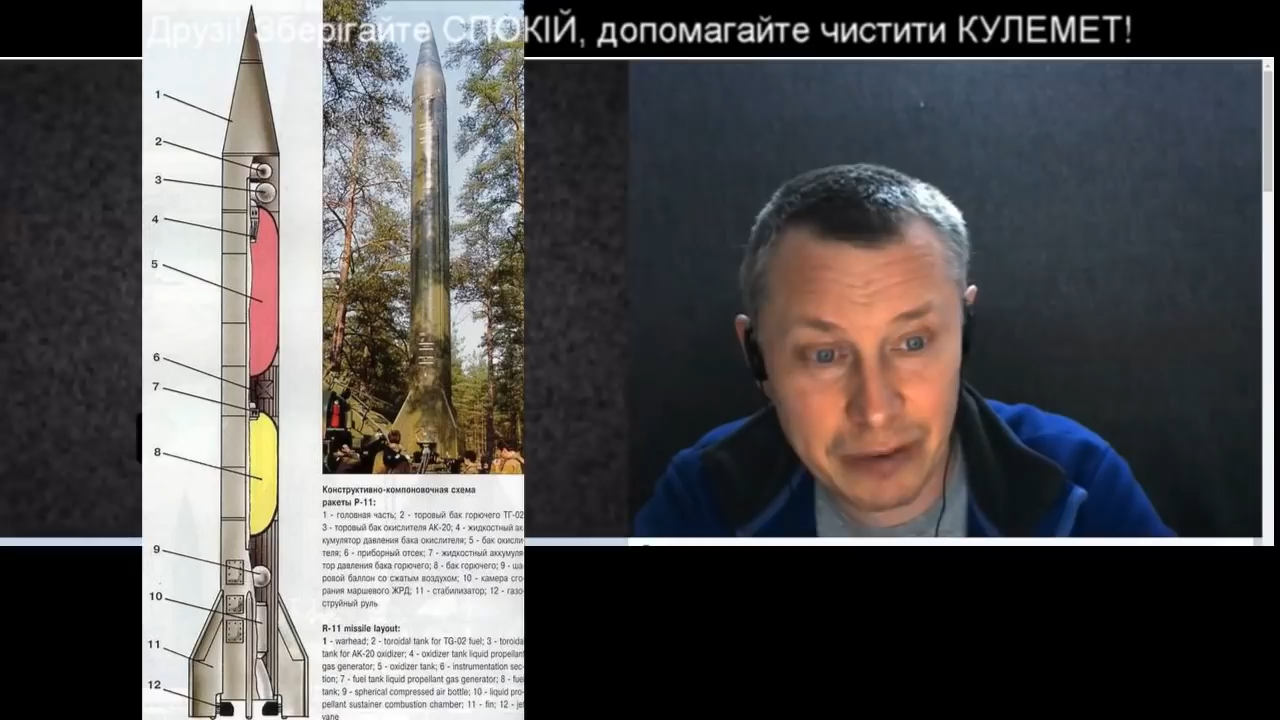 Друзі! Зберігайте СПОКІЙ, допомагайте чистити КУЛЕМЕТ!
1
2
3
4
5
6
7
8
9
10
11
12
Конструктивно-компоновочная схема
ракеты Р-11:
1 - головная часть; 2 - торовый бак горючего ТГ-02
3 - торовый бак окислителя АК-20; 4 - жидкостный ак
кумулятор давления бака окислителя; 5 - бак окисли
теля; 6 - приборный отсек; 7 - жидкостный аккумуля
тор давления бака горючего; 8 - бак горючего; 9 - ша
ровой баллон со сжатым воздухом; 10 - камера сго-
рания маршевого ЖРД; 11 - стабилизатор; 12 - газо-
струйный руль
R-11 missile layout:
1 - warhead; 2 - toroidal tank for TG-02 fuel; 3 - toroida
tank for AK-20 oxidizer; 4 - oxidizer tank liquid propellant
gas generator; 5 - oxidizer tank; 6 - instrumentation sec-
tion; 7 - fuel tank liquid propellant gas generator; 8 - fue
tank; 9 - spherical compressed air bottle; 10 - liquid pro-
pellant sustainer combustion chamber; 11 - fin; 12 - jet
vane